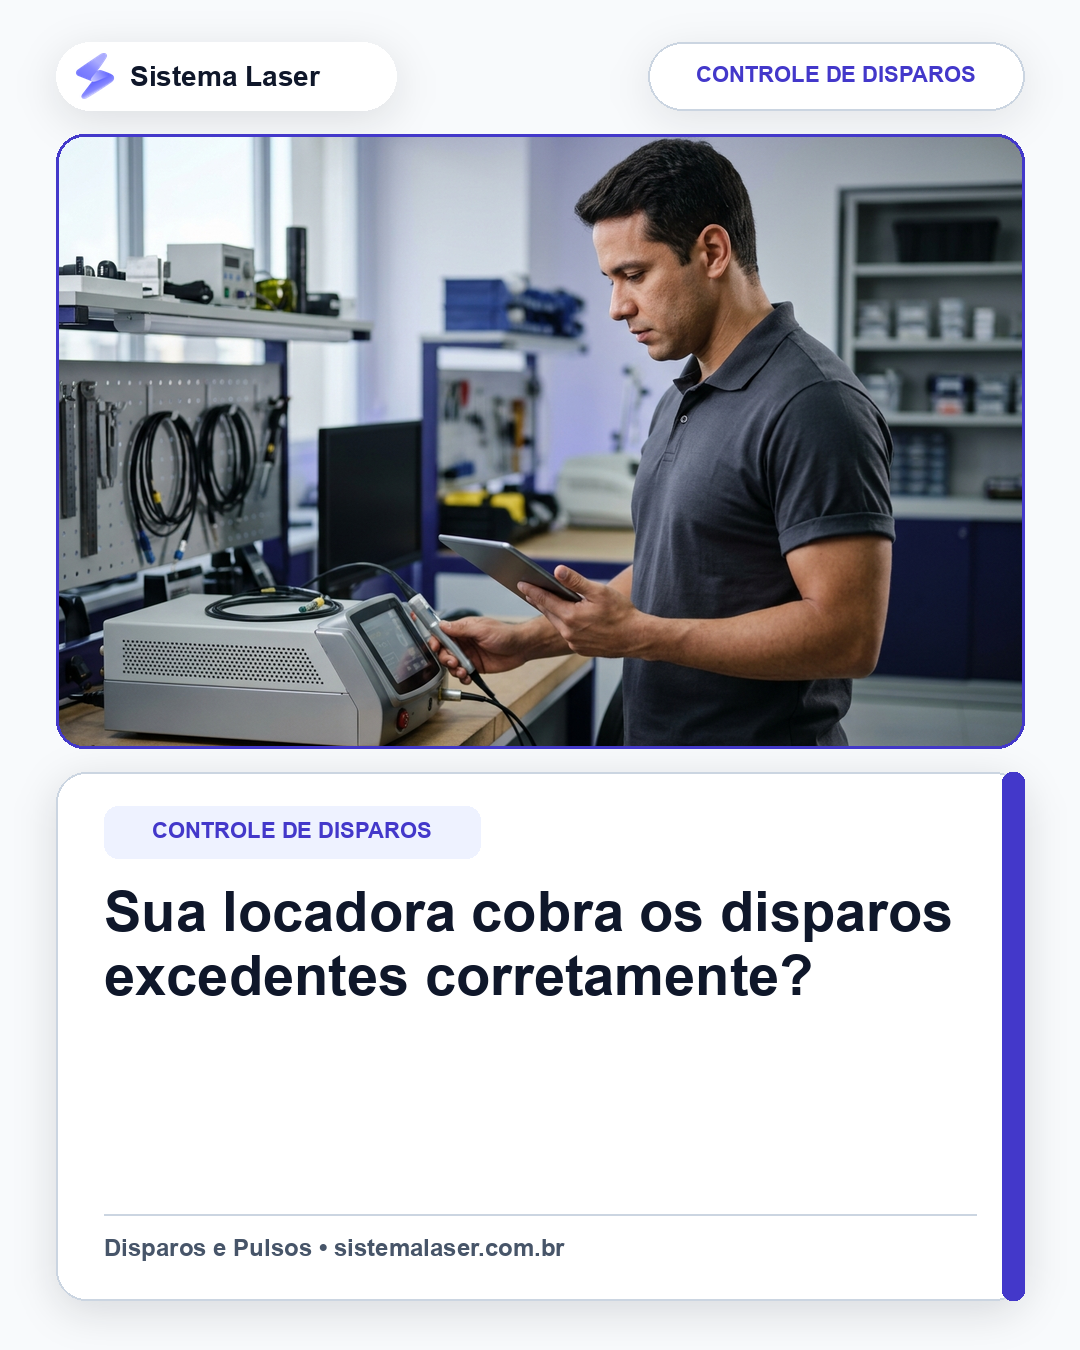 Sistema Laser
CONTROLE DE DISPAROS
CONTROLE DE DISPAROS
Sua locadora cobra os disparos
excedentes corretamente?
Disparos e Pulsos • sistemalaser.com.br